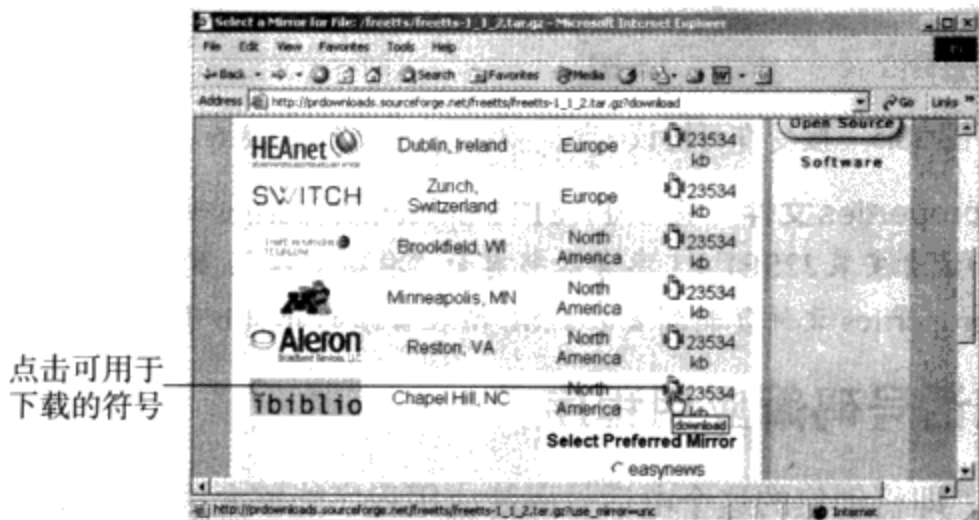 Select a Mirror for File: /freetts/freetts-1_1_2.tar.gz - Microsoft Internet Explorer
File Edit View Favorites Tools Help
Back Search Favorites Media
Address http://prdownloads.sourceforge.net/freetts/freetts-1_1_2.tar.gz?download Go Links
Open Source
Software
HEAnet Dublin, Ireland Europe 23534 kb
SWITCH Zurich, Switzerland Europe 23534 kb
Brookfield, WI North America 23534 kb
Minneapolis, MN North America 23534 kb
Aleron Reston, VA North America 23534 kb
ibiblio Chapel Hill, NC North America 23534 kb
download
Select Preferred Mirror
easynews
http://prdownloads.sourceforge.net/freetts/freetts-1_1_2.tar.gz?use_mirror=unc Internet
点击可用于
下载的符号